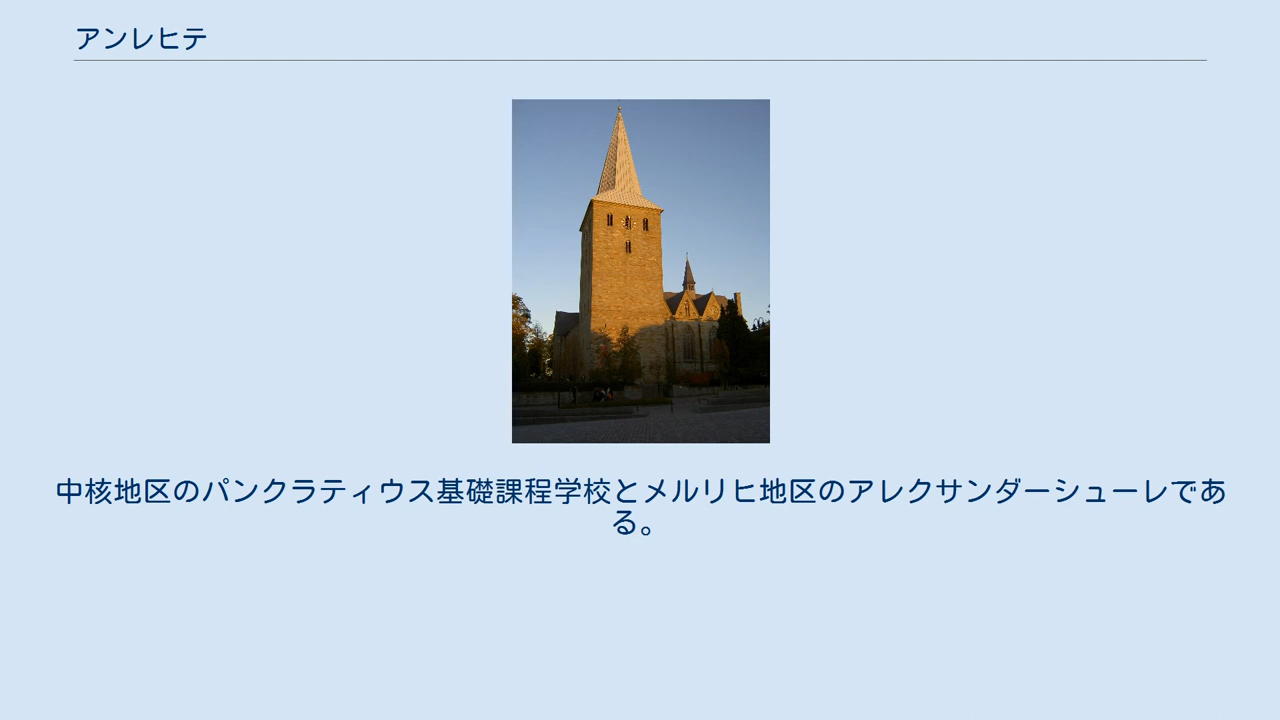 アンレヒテ
中核地区のパンクラティウス基礎課程学校とメルリヒ地区のアレクサンダーシューレであ
る。